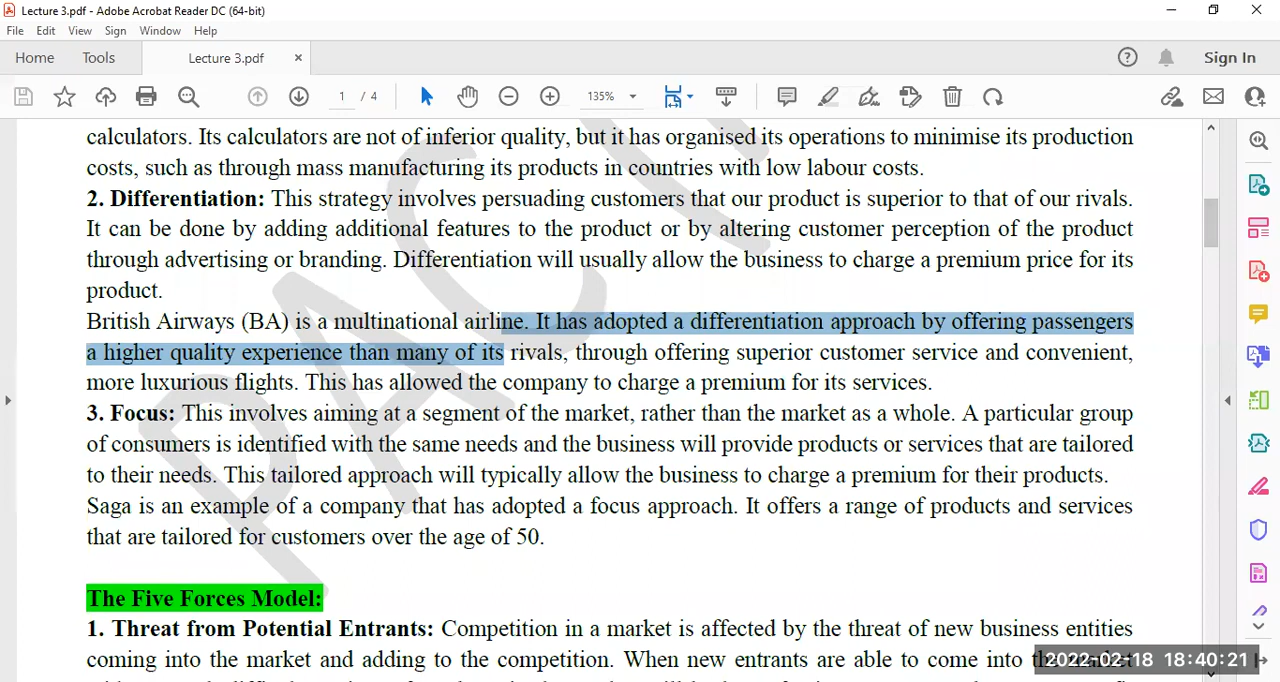 Lecture 3.pdf - Adobe Acrobat Reader DC (64-bit)
File Edit View Sign Window Help
Home Tools Lecture 3.pdf × Sign In
1 / 4 135%
calculators. Its calculators are not of inferior quality, but it has organised its operations to minimise its production
costs, such as through mass manufacturing its products in countries with low labour costs.
2. Differentiation: This strategy involves persuading customers that our product is superior to that of our rivals.
It can be done by adding additional features to the product or by altering customer perception of the product
through advertising or branding. Differentiation will usually allow the business to charge a premium price for its
product.
British Airways (BA) is a multinational airline. It has adopted a differentiation approach by offering passengers
a higher quality experience than many of its rivals, through offering superior customer service and convenient,
more luxurious flights. This has allowed the company to charge a premium for its services.
3. Focus: This involves aiming at a segment of the market, rather than the market as a whole. A particular group
of consumers is identified with the same needs and the business will provide products or services that are tailored
to their needs. This tailored approach will typically allow the business to charge a premium for their products.
Saga is an example of a company that has adopted a focus approach. It offers a range of products and services
that are tailored for customers over the age of 50.
The Five Forces Model:
1. Threat from Potential Entrants: Competition in a market is affected by the threat of new business entities
coming into the market and adding to the competition. When new entrants are able to come into
2022-02-18 18:40:21